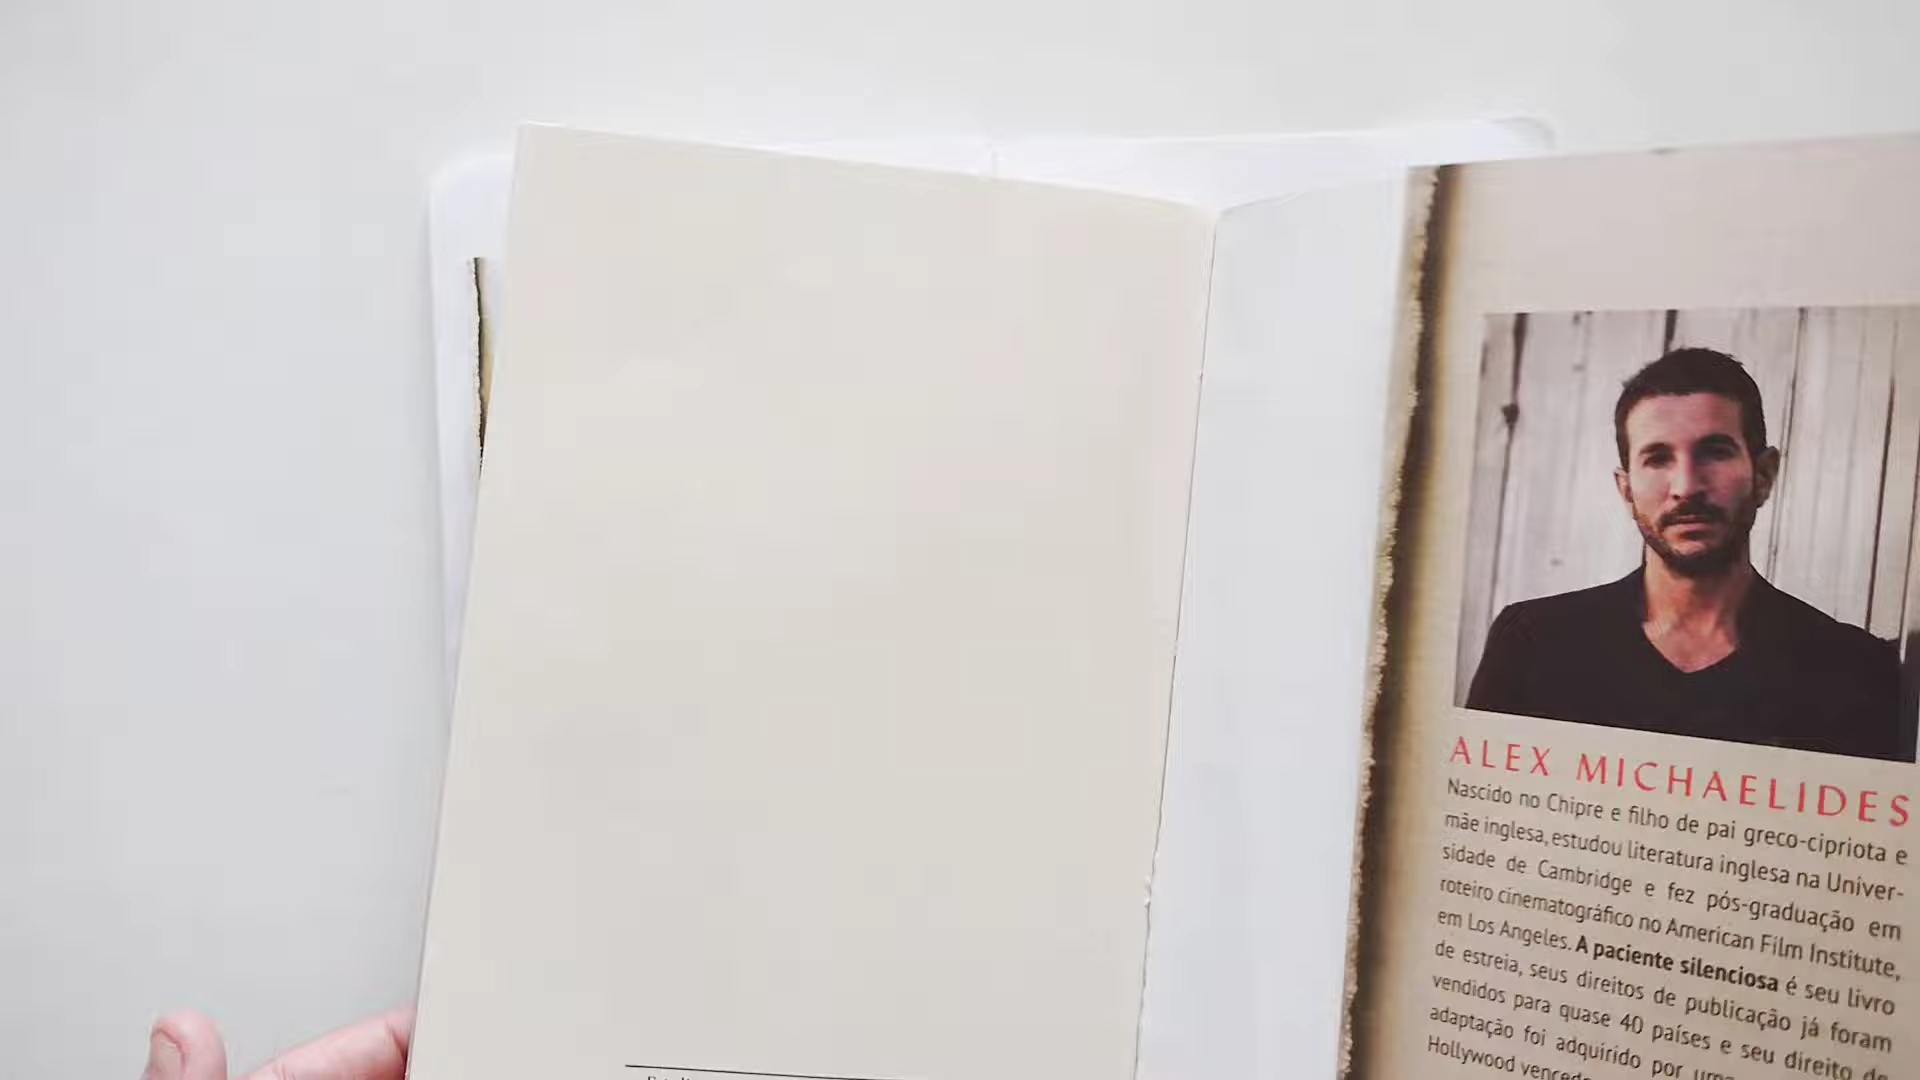 ALEX MICHAELIDES
Nascido no Chipre e filho de pai greco-cipriota e
mãe inglesa, estudou literatura inglesa na Univer-
sidade de Cambridge e fez pós-graduação em
roteiro cinematográfico no American Film Institute,
em Los Angeles. A paciente silenciosa é seu livro
de estreia, seus direitos de publicação já foram
vendidos para quase 40 países e seu direito de
adaptação foi adquirido por uma
Hollywood